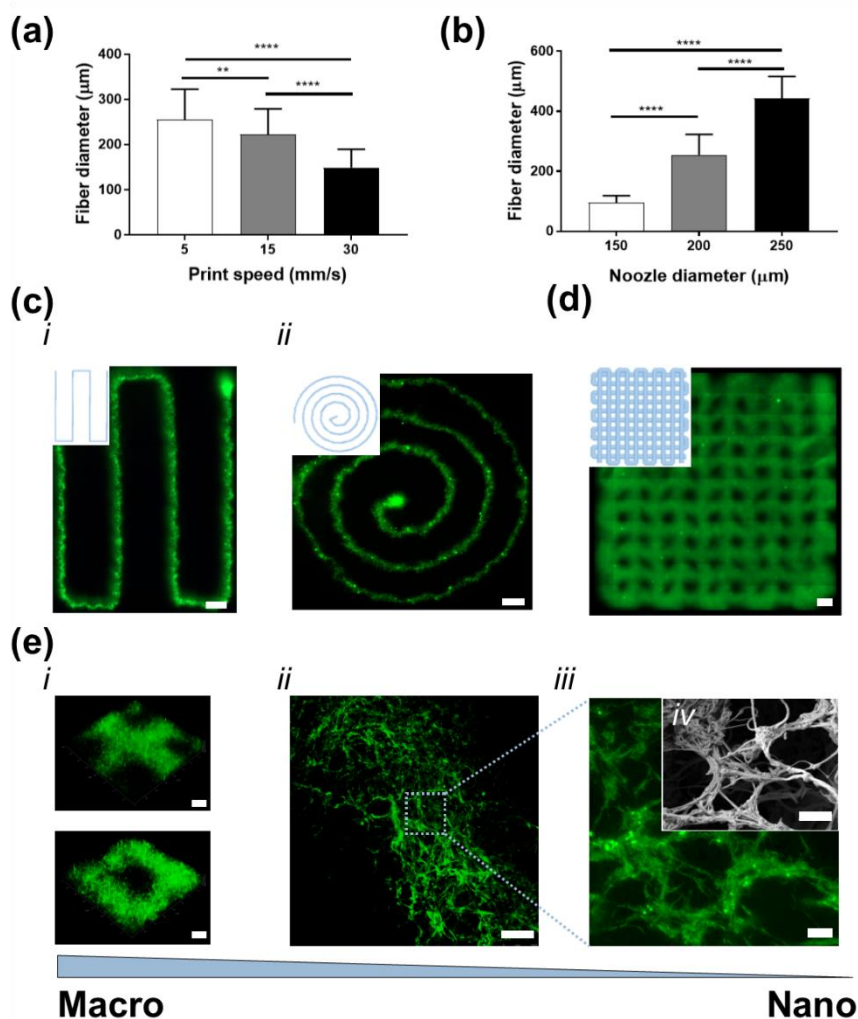 (a)
****
**
****
Fiber diameter (μm)
400
300
200
100
0
5
15
30
Print speed (mm/s)
(b)
****
****
****
Fiber diameter (μm)
600
400
200
0
150
200
250
Noozle diameter (μm)
(c)
i
ii
(d)
(e)
i
ii
iii
iv
Macro
Nano